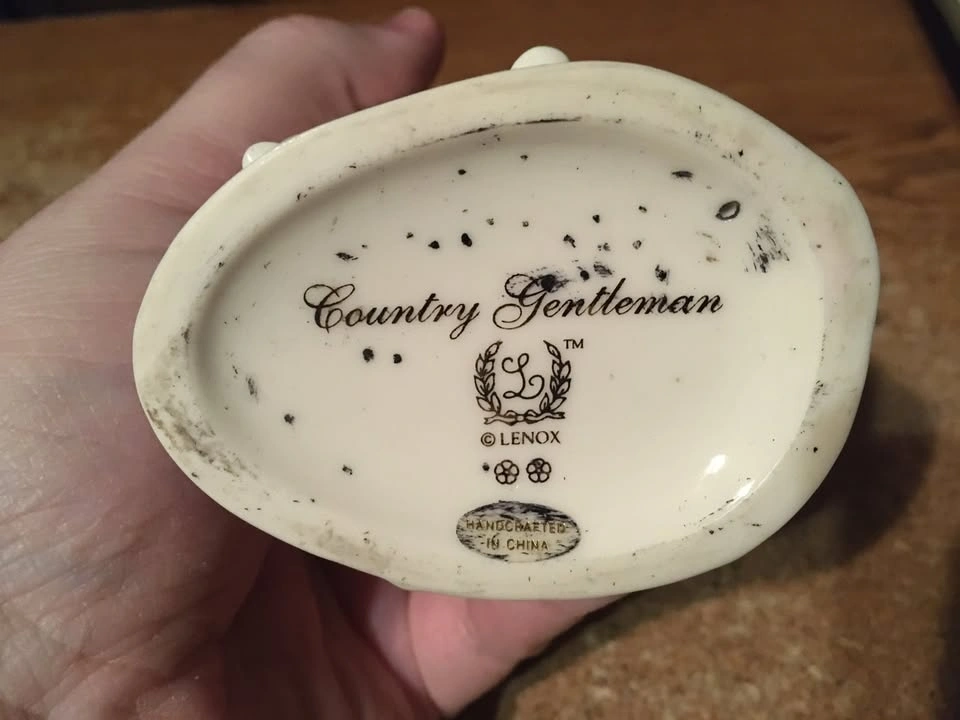 Country Gentleman
L TM
© LENOX
HANDCRAFTED
IN CHINA